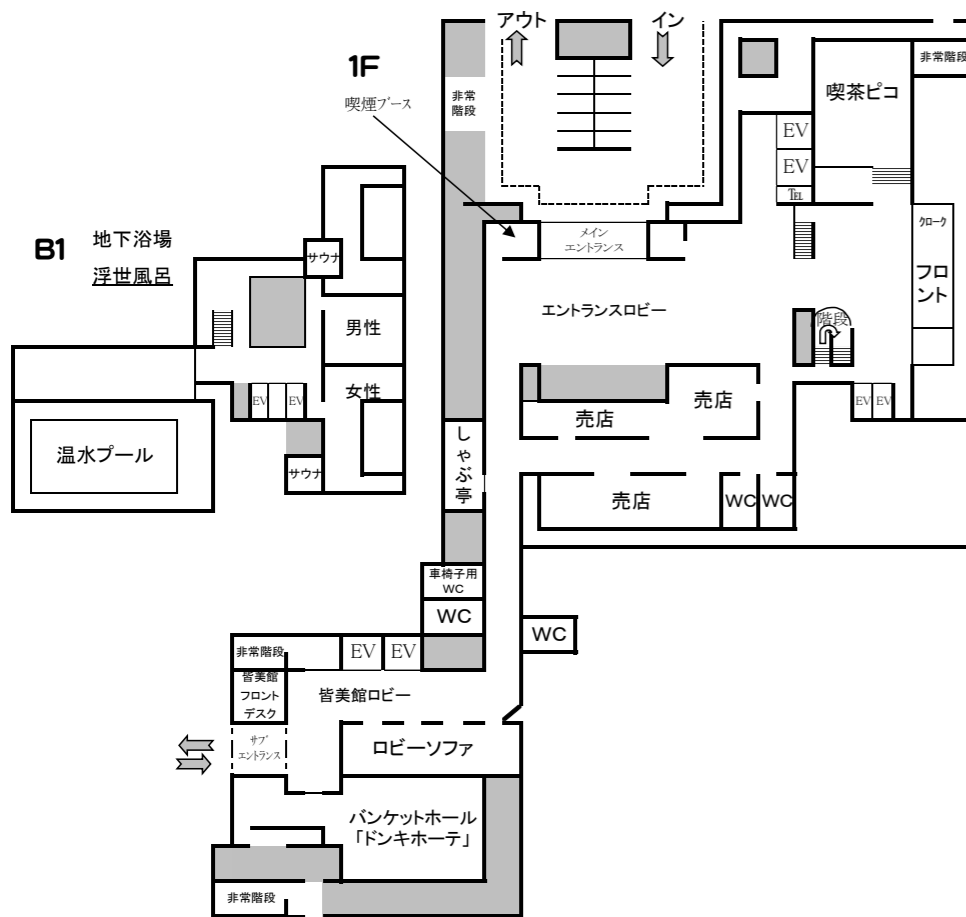 アウト
イン
1F
喫煙ブース
非常
階段
EV
EV
TEL
喫茶ピコ
非常階段
クローク
フロ
ント
メイン
エントランス
エントランスロビー
階段
EV
EV
売店
売店
売店
WC
WC
B1
地下浴場
浮世風呂
サウナ
男性
女性
EV
EV
サウナ
温水プール
しゃぶ亭
車椅子用
WC
WC
WC
非常階段
EV
EV
皆美館
フロント
デスク
皆美館ロビー
サブ
エントランス
ロビーソファ
バンケットホール
「ドンキホーテ」
非常階段